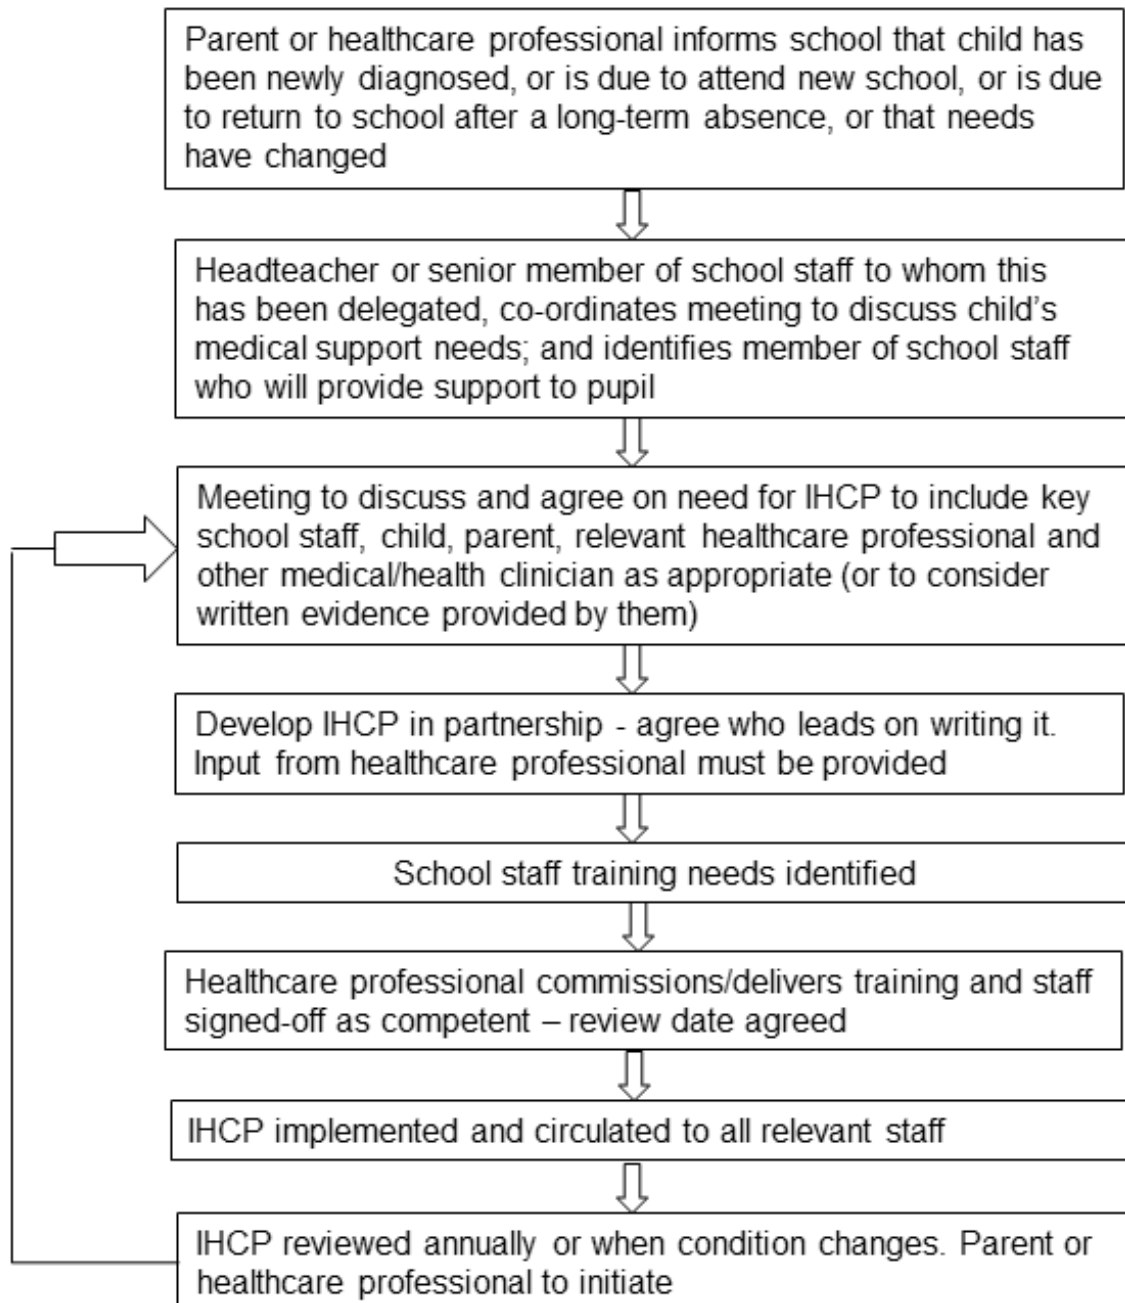 Parent or healthcare professional informs school that child has
been newly diagnosed, or is due to attend new school, or is due
to return to school after a long-term absence, or that needs
have changed
Headteacher or senior member of school staff to whom this
has been delegated, co-ordinates meeting to discuss child's
medical support needs; and identifies member of school staff
who will provide support to pupil
Meeting to discuss and agree on need for IHCP to include key
school staff, child, parent, relevant healthcare professional and
other medical/health clinician as appropriate (or to consider
written evidence provided by them)
Develop IHCP in partnership - agree who leads on writing it.
Input from healthcare professional must be provided
School staff training needs identified
Healthcare professional commissions/delivers training and staff
signed-off as competent – review date agreed
IHCP implemented and circulated to all relevant staff
IHCP reviewed annually or when condition changes. Parent or
healthcare professional to initiate